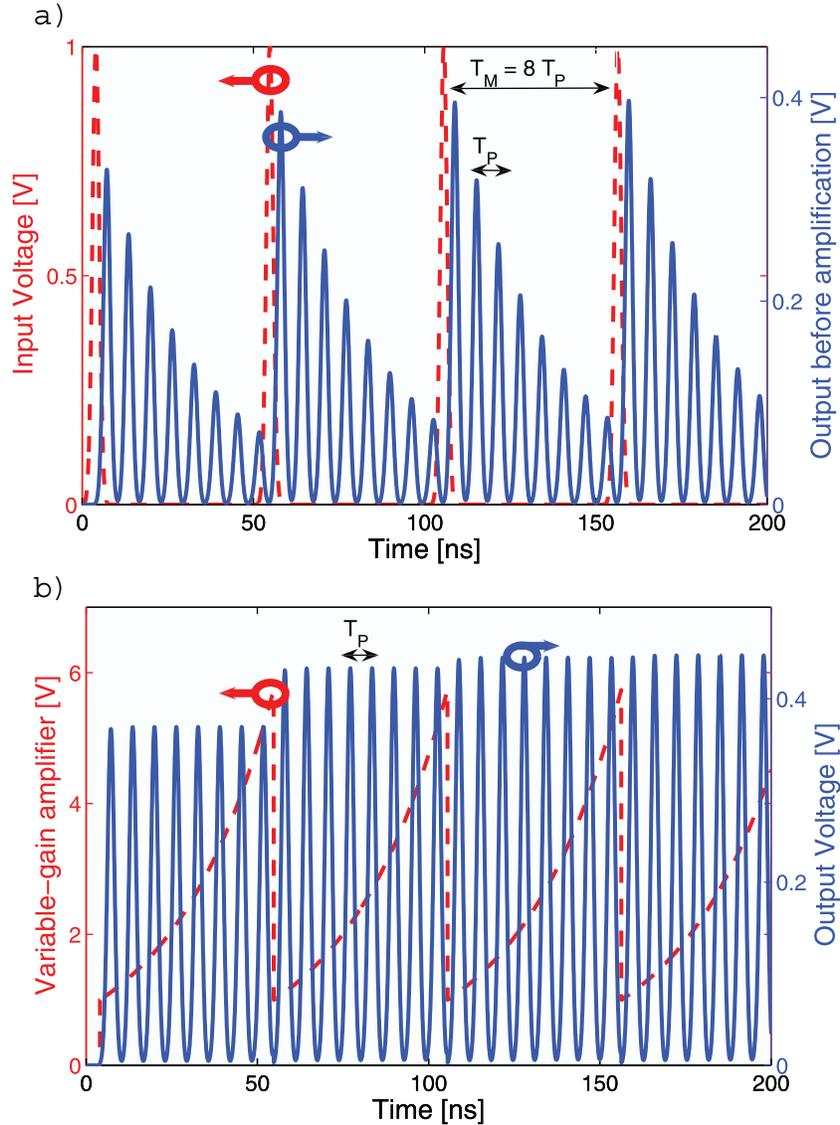 a)
1
0.5
0
Input Voltage [V]
T_M = 8 T_P
T_P
0.4
0.2
0
Output before amplification [V]
0 50 100 150 200
Time [ns]
b)
6
4
2
0
Variable-gain amplifier [V]
T_P
0.4
0.2
0
Output Voltage [V]
0 50 100 150 200
Time [ns]